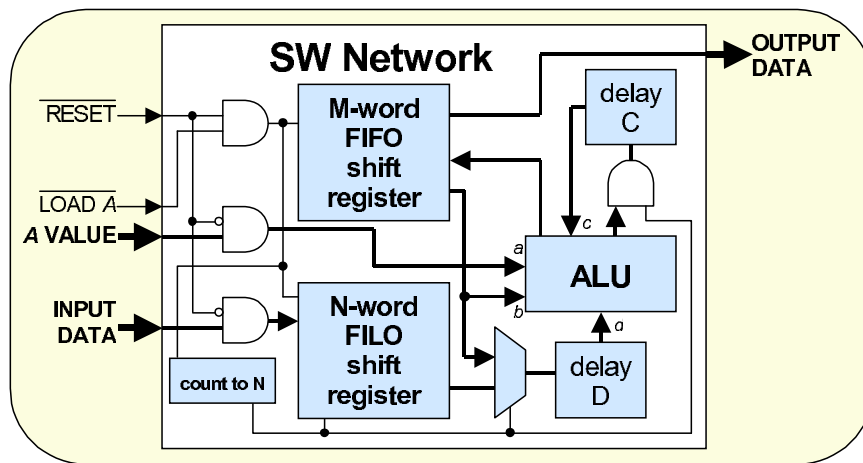 SW Network
OUTPUT
DATA
RESET
LOAD A
A VALUE
INPUT
DATA
M-word
FIFO
shift
register
delay
C
c
a
ALU
b
a
N-word
FILO
shift
register
count to N
delay
D